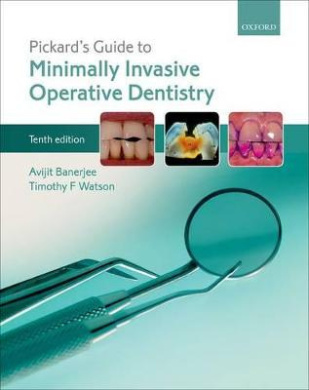 OXFORD
Pickard's Guide to
Minimally Invasive
Operative Dentistry
Tenth edition
Avijit Banerjee
Timothy F Watson